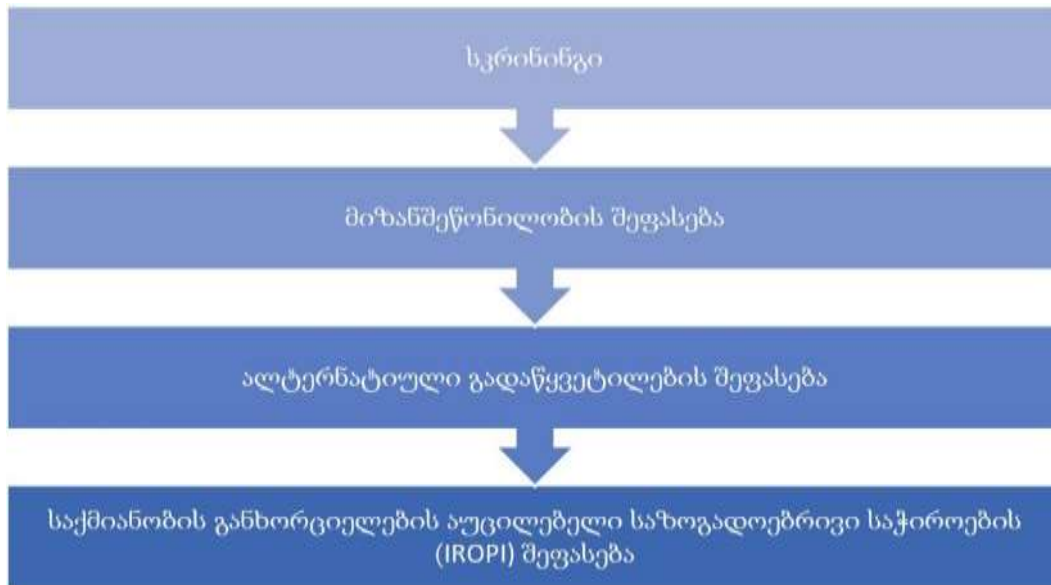 სკრინინგი
მიზანშეწონილობის შეფასება
ალტერნატიული გადაწყვეტილების შეფასება
საქმიანობის განხორციელების აუცილებელი საზოგადოებრივი საჭიროების
(IROPI) შეფასება